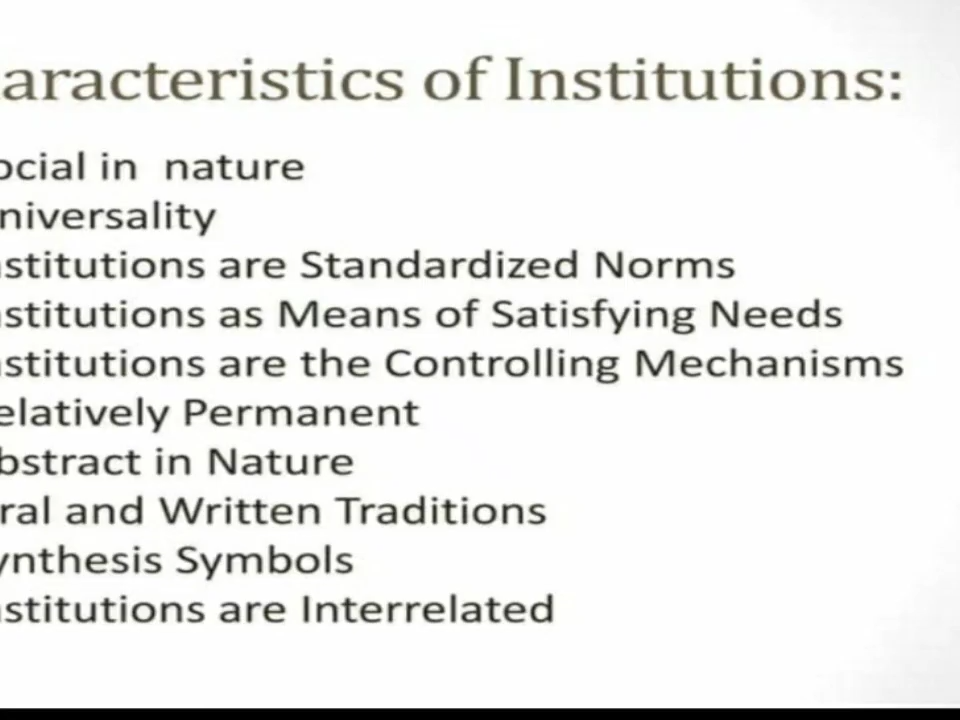 aracteristics of Institutions:
ocial in nature
niversality
stitutions are Standardized Norms
stitutions as Means of Satisfying Needs
stitutions are the Controlling Mechanisms
elatively Permanent
bstract in Nature
ral and Written Traditions
ynthesis Symbols
stitutions are Interrelated